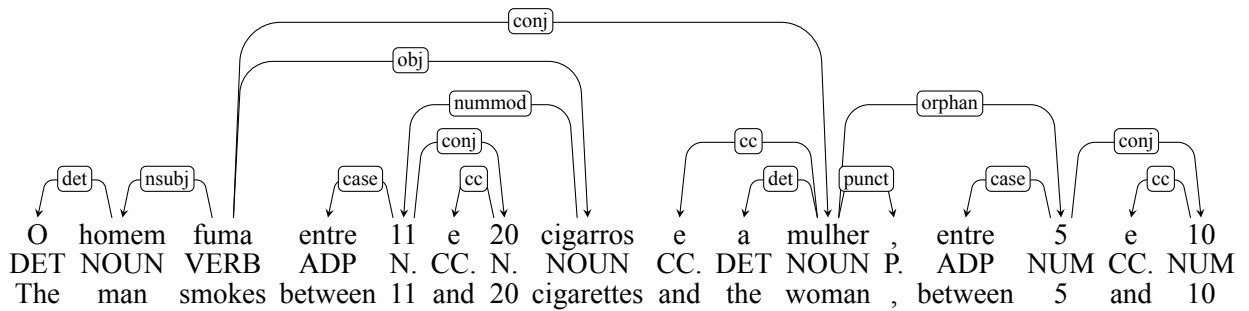 conj
obj
nummod orphan
conj cc conj
det nsubj case cc det punct case cc
O homem fuma entre 11 e 20 cigarros e a mulher , entre 5 e 10
DET NOUN VERB ADP N. CC. N. NOUN CC. DET NOUN P. ADP NUM CC. NUM
The man smokes between 11 and 20 cigarettes and the woman , between 5 and 10